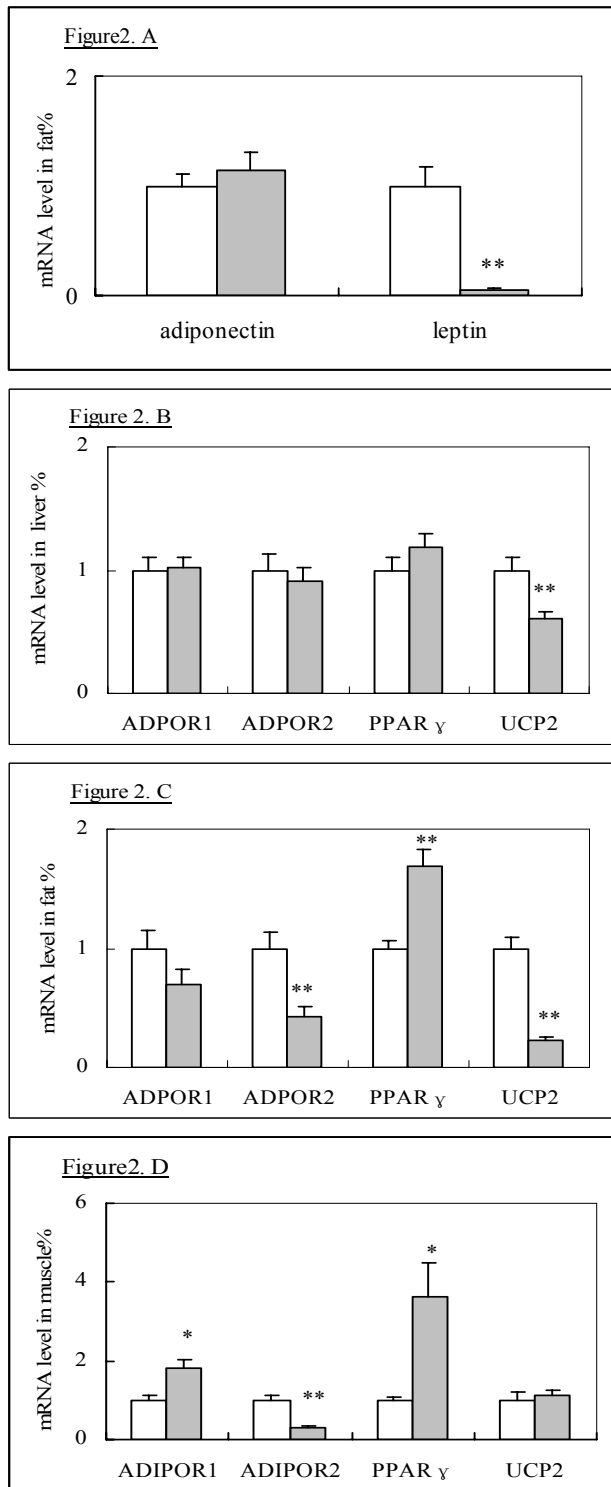 Figure2. A
mRNA level in fat%
2
1
0
**
adiponectin leptin
Figure 2. B
mRNA level in liver %
2
1
0
**
ADPOR1 ADPOR2 PPAR γ UCP2
Figure 2. C
mRNA level in fat %
2
1
0
**
**
**
ADPOR1 ADPOR2 PPAR γ UCP2
Figure2. D
mRNA level in muscle%
6
4
2
0
*
**
*
ADIPOR1 ADIPOR2 PPAR γ UCP2